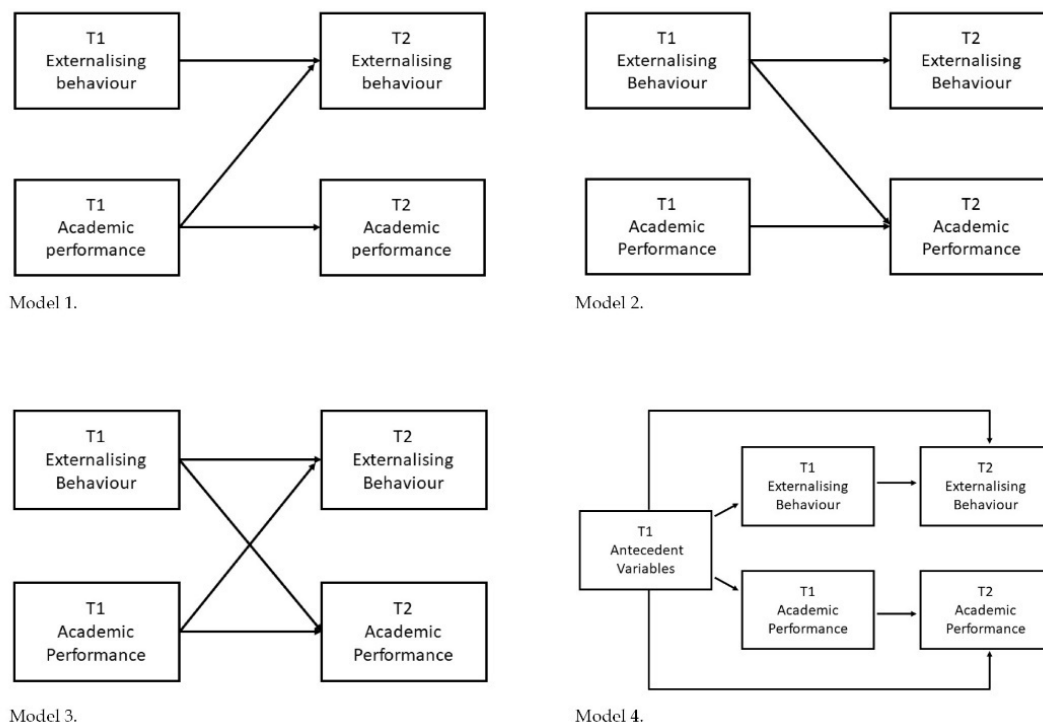 T1
Externalising
behaviour
T2
Externalising
behaviour
T1
Academic
performance
T2
Academic
performance
Model 1.
T1
Externalising
Behaviour
T2
Externalising
Behaviour
T1
Academic
Performance
T2
Academic
Performance
Model 2.
T1
Externalising
Behaviour
T2
Externalising
Behaviour
T1
Academic
Performance
T2
Academic
Performance
Model 3.
T1
Antecedent
Variables
T1
Externalising
Behaviour
T2
Externalising
Behaviour
T1
Academic
Performance
T2
Academic
Performance
Model 4.